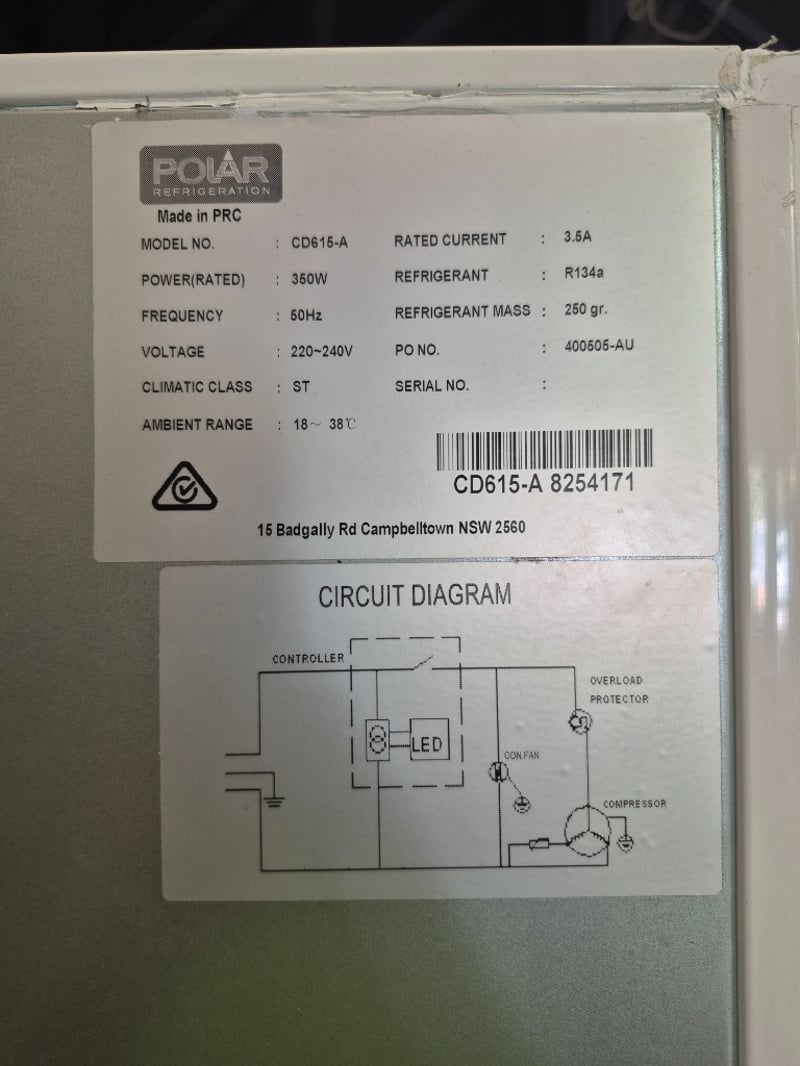 POLAR
REFRIGERATION
Made in PRC
MODEL NO. : CD615-A
POWER(RATED) : 350W
FREQUENCY : 50Hz
VOLTAGE : 220~240V
CLIMATIC CLASS : ST
AMBIENT RANGE : 18~ 38℃
RATED CURRENT : 3.5A
REFRIGERANT : R134a
REFRIGERANT MASS : 250 gr.
PO NO. : 400505-AU
SERIAL NO. :
CD615-A 8254171
15 Badgally Rd Campbelltown NSW 2560
CIRCUIT DIAGRAM
CONTROLLER
LED
OVERLOAD
PROTECTOR
CON.FAN
COMPRESSOR